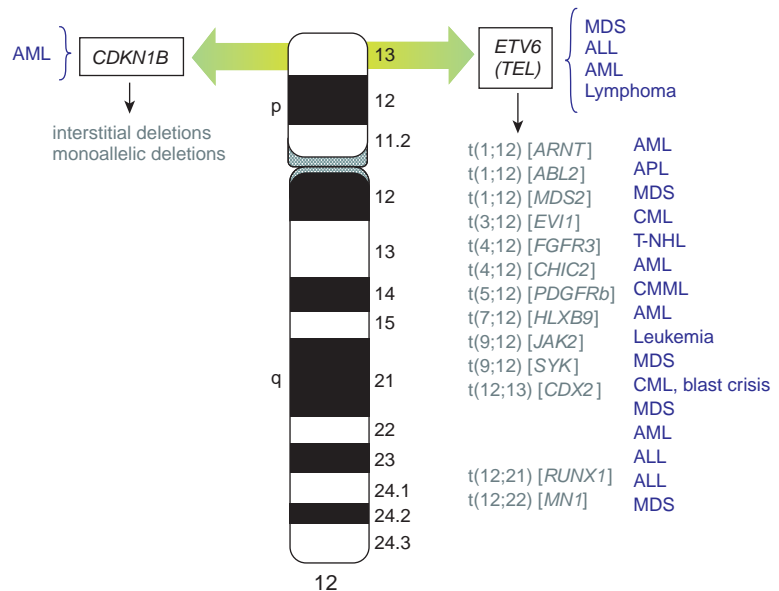 AML
CDKN1B
interstitial deletions
monoallelic deletions
p
q
13
12
11.2
12
13
14
15
21
22
23
24.1
24.2
24.3
12
ETV6
(TEL)
MDS
ALL
AML
Lymphoma
t(1;12) [ARNT] AML
t(1;12) [ABL2] APL
t(1;12) [MDS2] MDS
t(3;12) [EVI1] CML
t(4;12) [FGFR3] T-NHL
t(4;12) [CHIC2] AML
t(5;12) [PDGFRb] CMML
t(7;12) [HLXB9] AML
t(9;12) [JAK2] Leukemia
t(9;12) [SYK] MDS
t(12;13) [CDX2] CML, blast crisis
MDS
AML
ALL
t(12;21) [RUNX1] ALL
t(12;22) [MN1] MDS